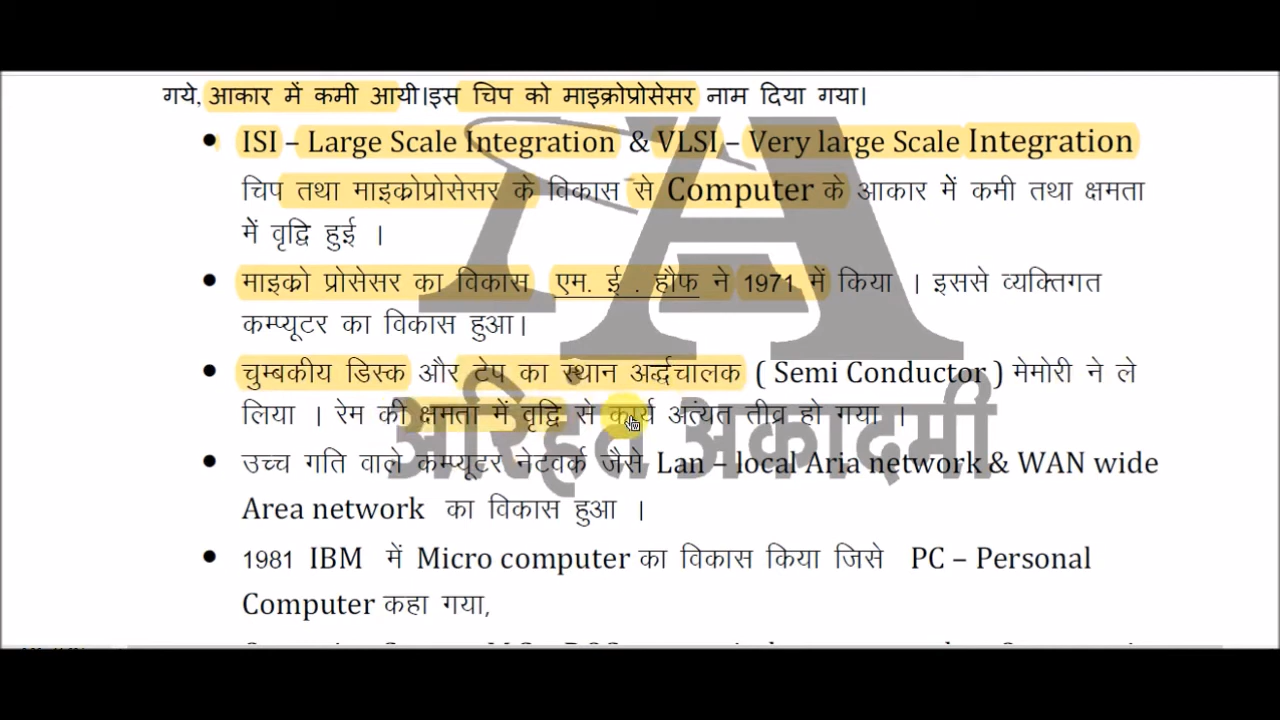 गये, आकार में कमी आयी।इस चिप को माइक्रोप्रोसेसर नाम दिया गया।
• ISI – Large Scale Integration & VLSI – Very large Scale Integration
चिप तथा माइक्रोप्रोसेसर के विकास से Computer के आकार में कमी तथा क्षमता
में वृद्वि हुई ।
• माइक्रो प्रोसेसर का विकास एम. ई . हौफ ने 1971 में किया । इससे व्यक्तिगत
कम्प्यूटर का विकास हुआ।
• चुम्बकीय डिस्क और टेप का स्थान अर्द्धचालक ( Semi Conductor ) मेमोरी ने ले
लिया । रेम की क्षमता में वृद्वि से कार्य अत्यंत तीव्र हो गया ।
• उच्च गति वाले कम्प्यूटर नेटवर्क जैसे Lan – local Aria network & WAN wide
Area network का विकास हुआ ।
• 1981 IBM में Micro computer का विकास किया जिसे PC – Personal
Computer कहा गया,
A
अरिहंत अकादमी